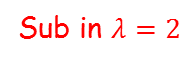 Sub in 𝜆 = 2